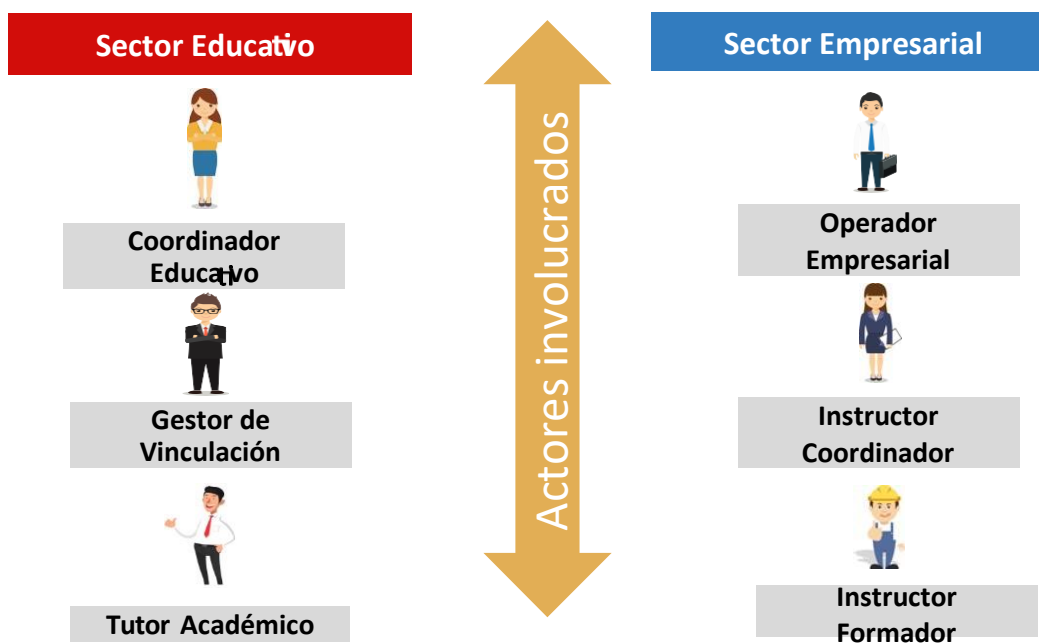 Sector Educativo
Coordinador
Educativo
Gestor de
Vinculación
Tutor Académico
Actores involucrados
Sector Empresarial
Operador
Empresarial
Instructor
Coordinador
Instructor
Formador